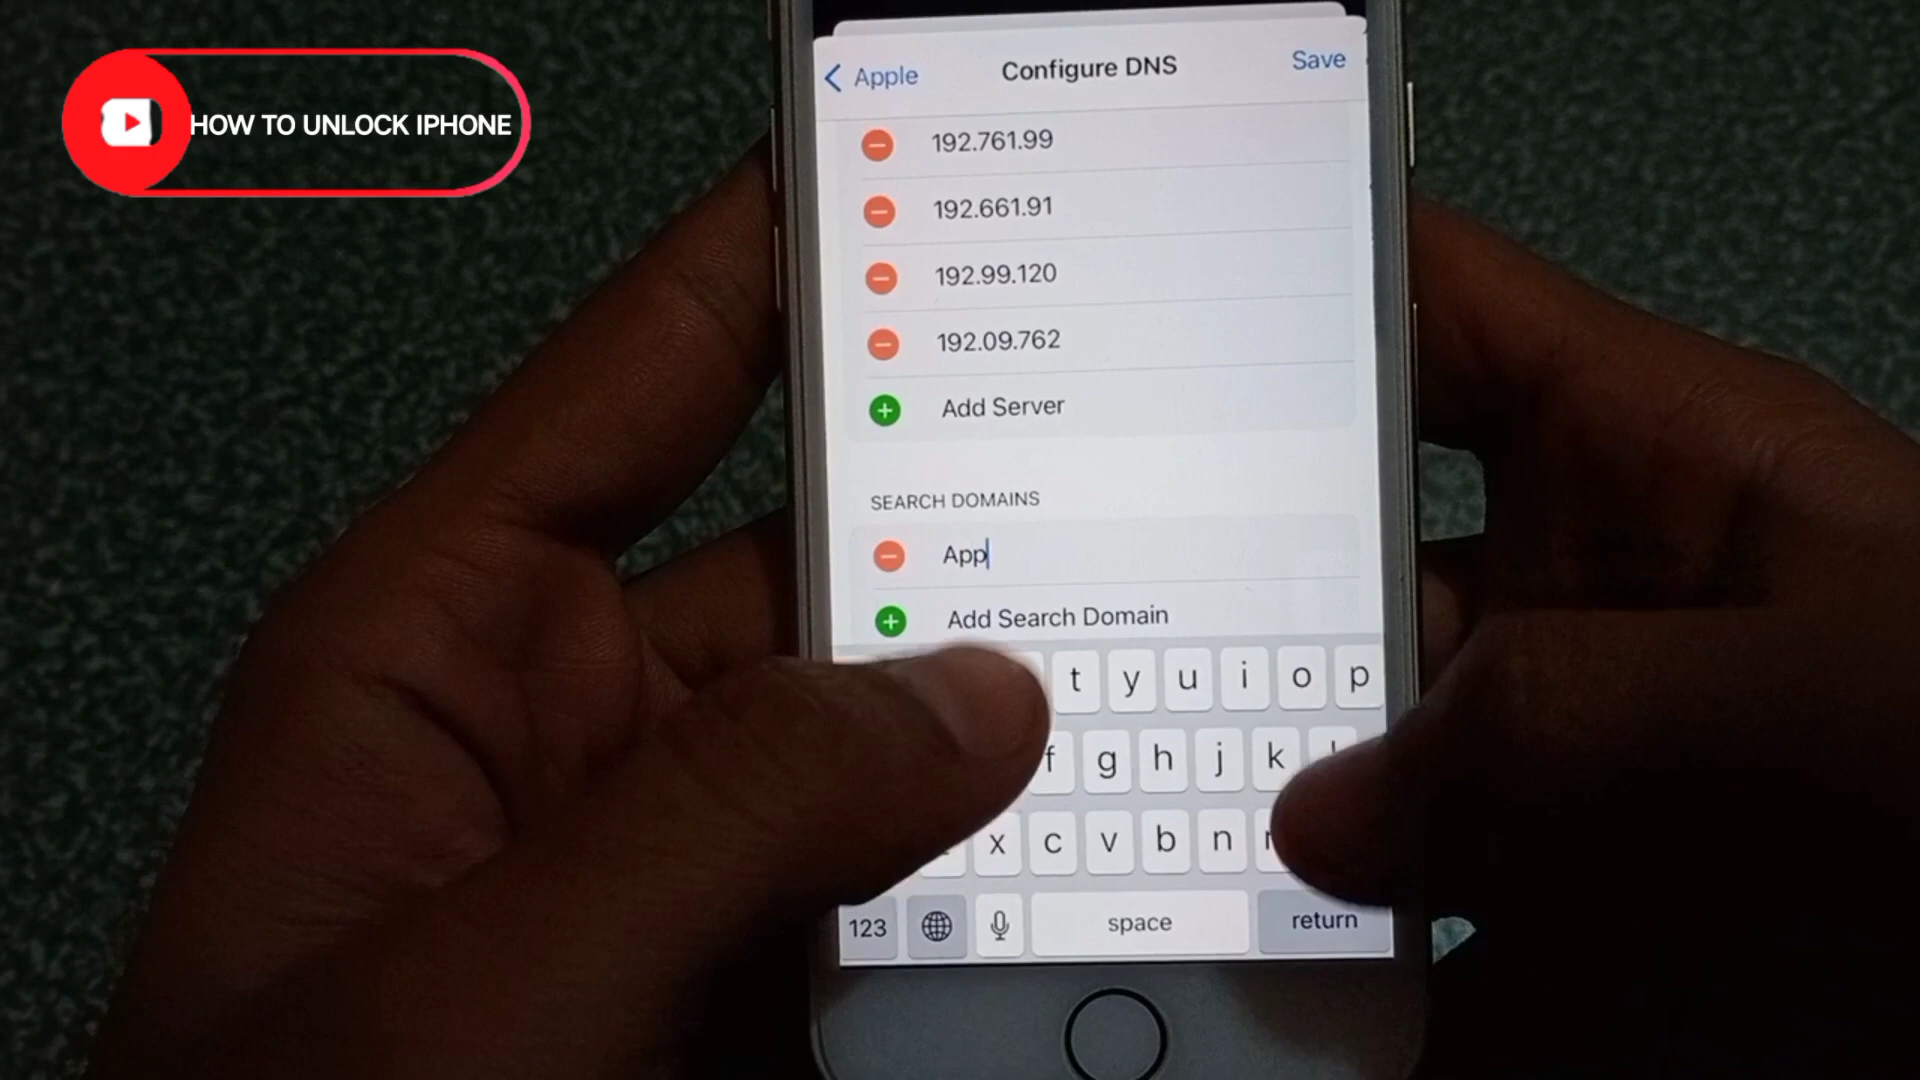 HOW TO UNLOCK IPHONE
Apple
Configure DNS
Save
192.761.99
192.661.91
192.99.120
192.09.762
Add Server
SEARCH DOMAINS
App
Add Search Domain
t y u i o p
f g h j k
x c v b n
123
space
return